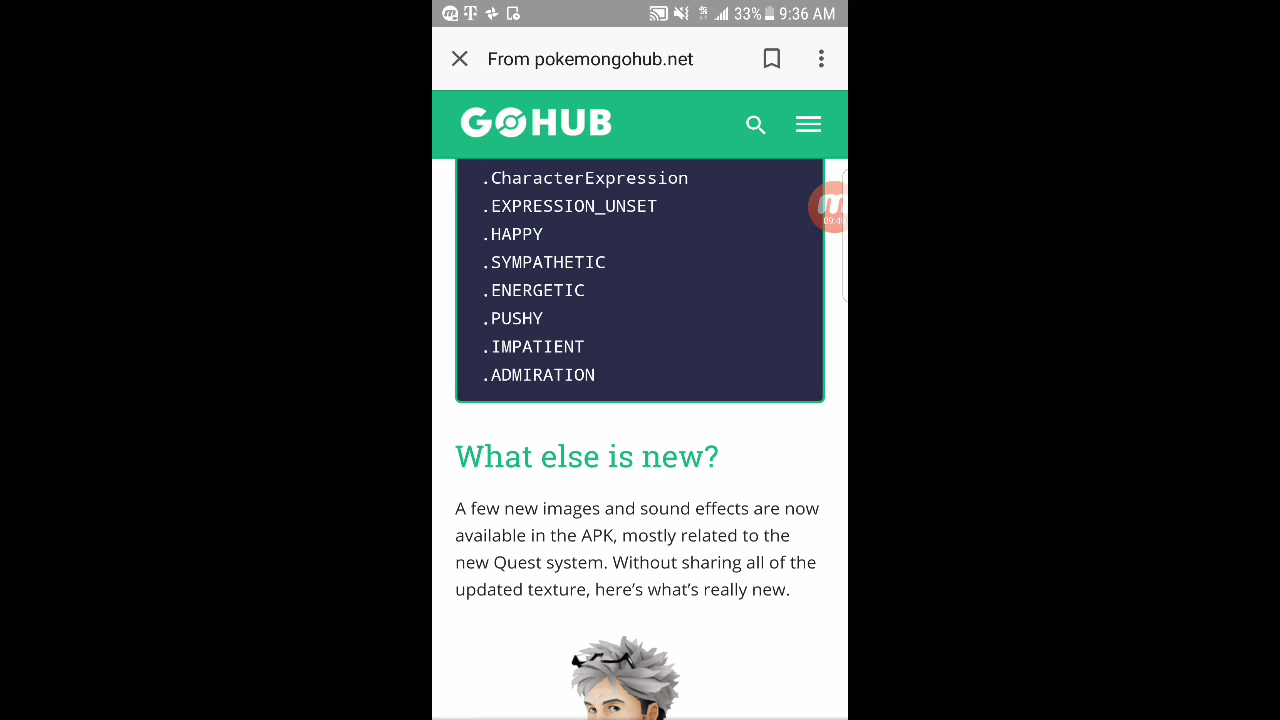 33% 9:36 AM
From pokemongohub.net
GOHUB
.CharacterExpression
.EXPRESSION_UNSET
.HAPPY
.SYMPATHETIC
.ENERGETIC
.PUSHY
.IMPATIENT
.ADMIRATION
What else is new?
A few new images and sound effects are now
available in the APK, mostly related to the
new Quest system. Without sharing all of the
updated texture, here's what's really new.